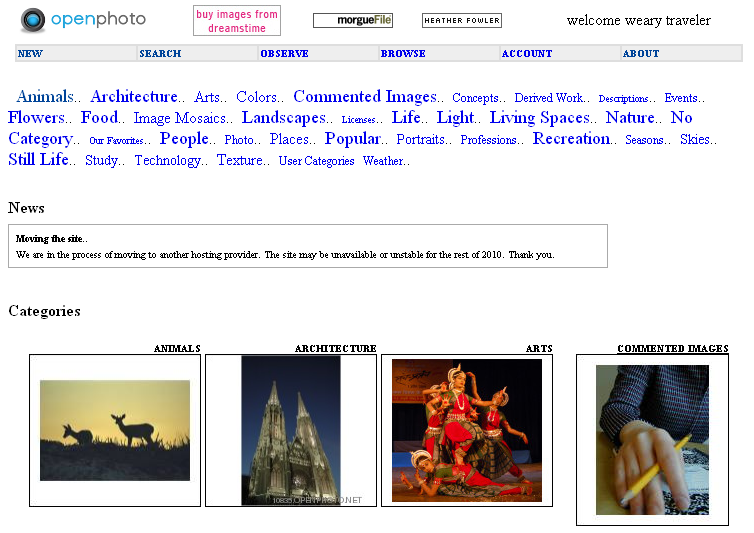 openphoto
buy images from
dreamstime
morgueFile
HEATHER FOWLER
welcome weary traveler
NEW SEARCH OBSERVE BROWSE ACCOUNT ABOUT
Animals.. Architecture.. Arts.. Colors.. Commented Images.. Concepts.. Derived Work.. Descriptions.. Events..
Flowers.. Food.. Image Mosaics.. Landscapes.. Licenses.. Life.. Light.. Living Spaces.. Nature.. No
Category.. Our Favorites.. People.. Photo.. Places.. Popular.. Portraits.. Professions.. Recreation.. Seasons.. Skies..
Still Life.. Study.. Technology.. Texture.. User Categories Weather..
News
Moving the site..
We are in the process of moving to another hosting provider. The site may be unavailable or unstable for the rest of 2010. Thank you.
Categories
ANIMALS ARCHITECTURE ARTS COMMENTED IMAGES